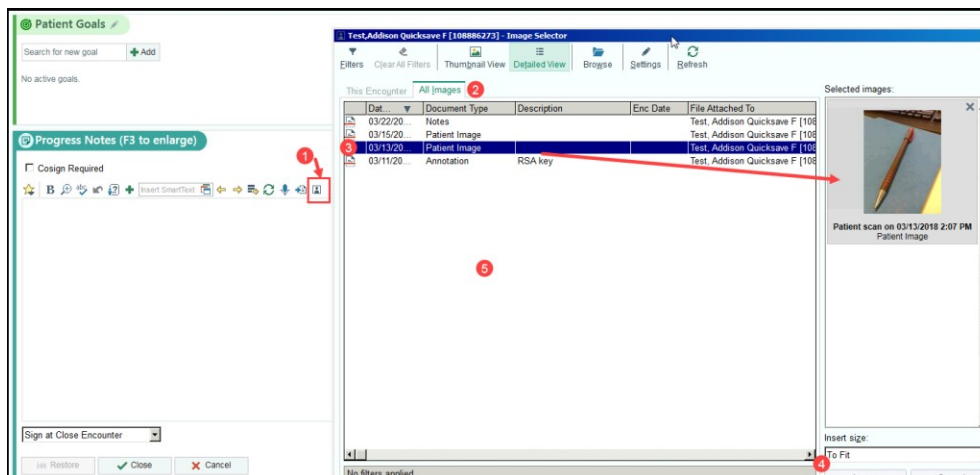 Patient Goals
Search for new goal
Add
No active goals.
Progress Notes (F3 to enlarge)
1
Cosign Required
B
Insert SmartText
Sign at Close Encounter
Restore
Close
Cancel
Test,Addison Quicksave F [108886273] - Image Selector
Filters Clear All Filters Thumbnail View Detailed View Browse Settings Refresh
This Encounter All Images 2
Dat... Document Type Description Enc Date File Attached To
03/22/20... Notes Test, Addison Quicksave F [108
03/15/20... Patient Image Test, Addison Quicksave F [108
3 03/13/20... Patient Image Test, Addison Quicksave F [108
03/11/20... Annotation RSA key Test, Addison Quicksave F [108
5
No filters applied
Selected images:
Patient scan on 03/13/2018 2:07 PM
Patient Image
Insert size:
To Fit
4